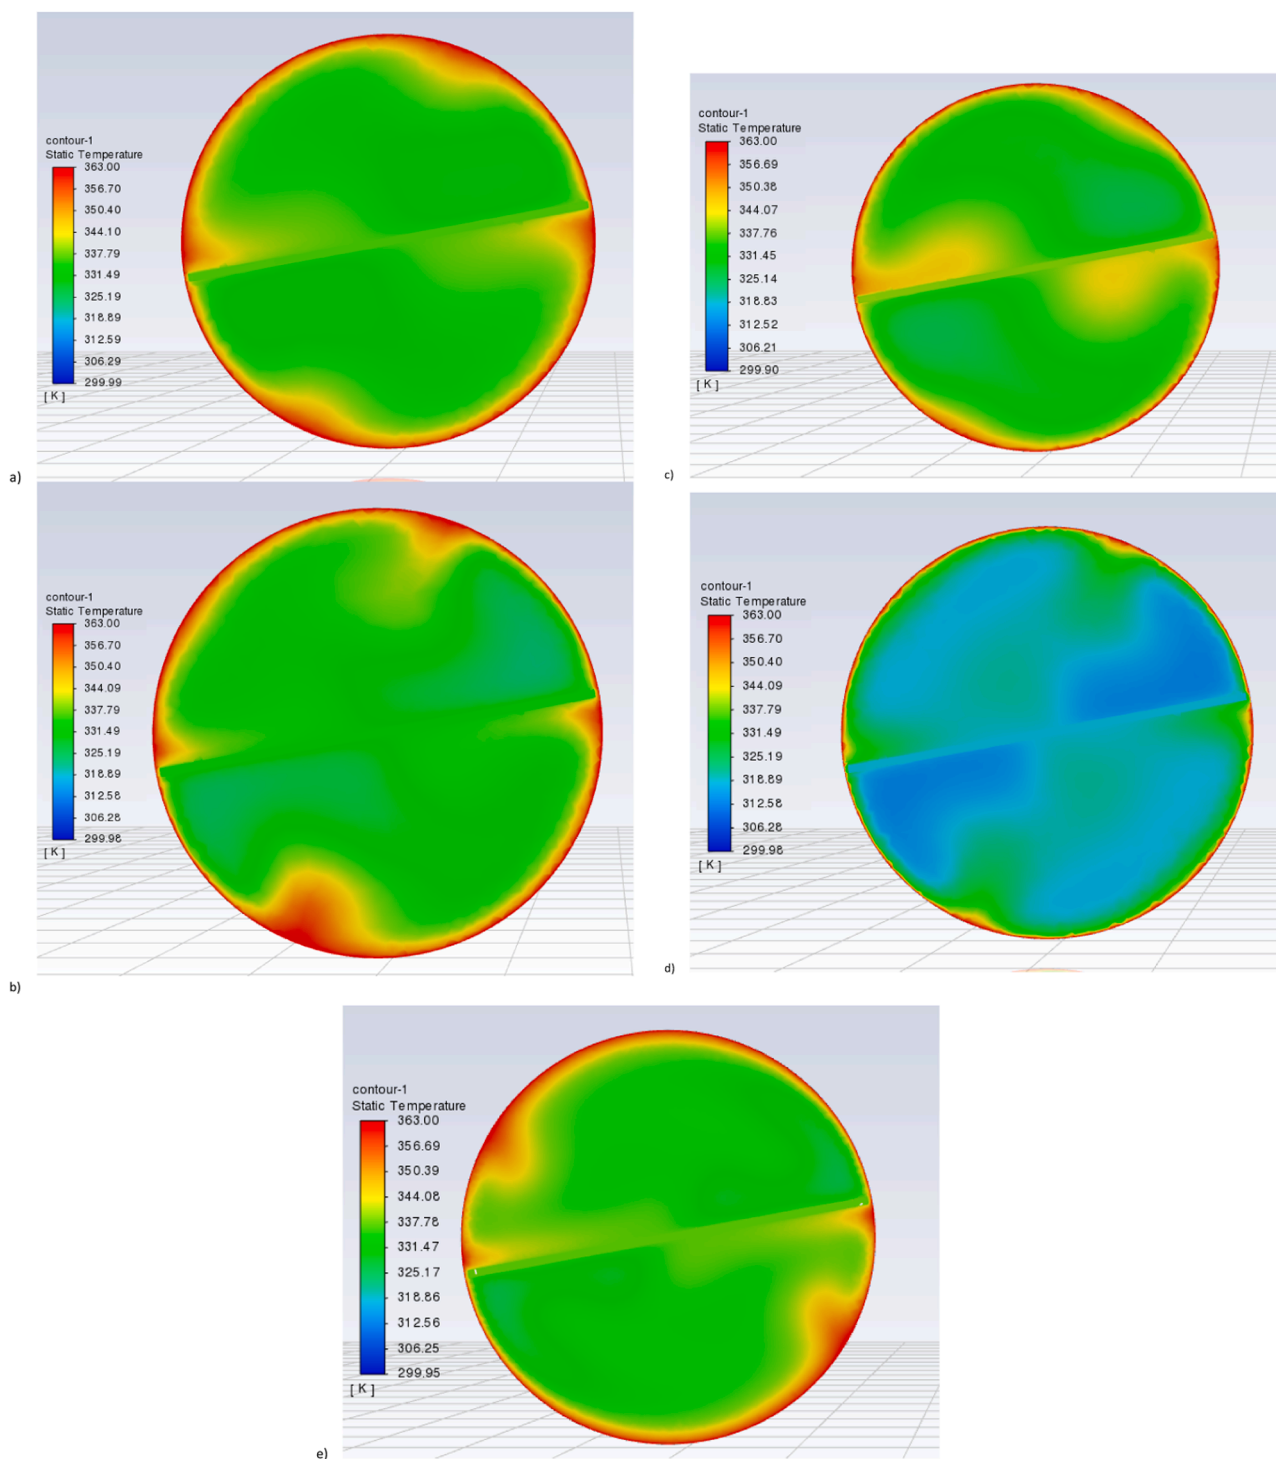 contour-1
Static Temperature
363.00
356.70
350.40
344.10
337.79
331.49
325.19
318.89
312.59
306.29
299.99
[ K ]
a)
contour-1
Static Temperature
363.00
356.69
350.38
344.07
337.76
331.45
325.14
318.83
312.52
306.21
299.90
[ K ]
c)
contour-1
Static Temperature
363.00
356.70
350.40
344.09
337.79
331.49
325.19
318.89
312.58
306.28
299.98
[ K ]
b)
contour-1
Static Temperature
363.00
356.70
350.40
344.09
337.79
331.49
325.19
318.89
312.58
306.28
299.98
[ K ]
d)
contour-1
Static Temperature
363.00
356.69
350.39
344.08
337.78
331.47
325.17
318.86
312.56
306.25
299.95
[ K ]
e)